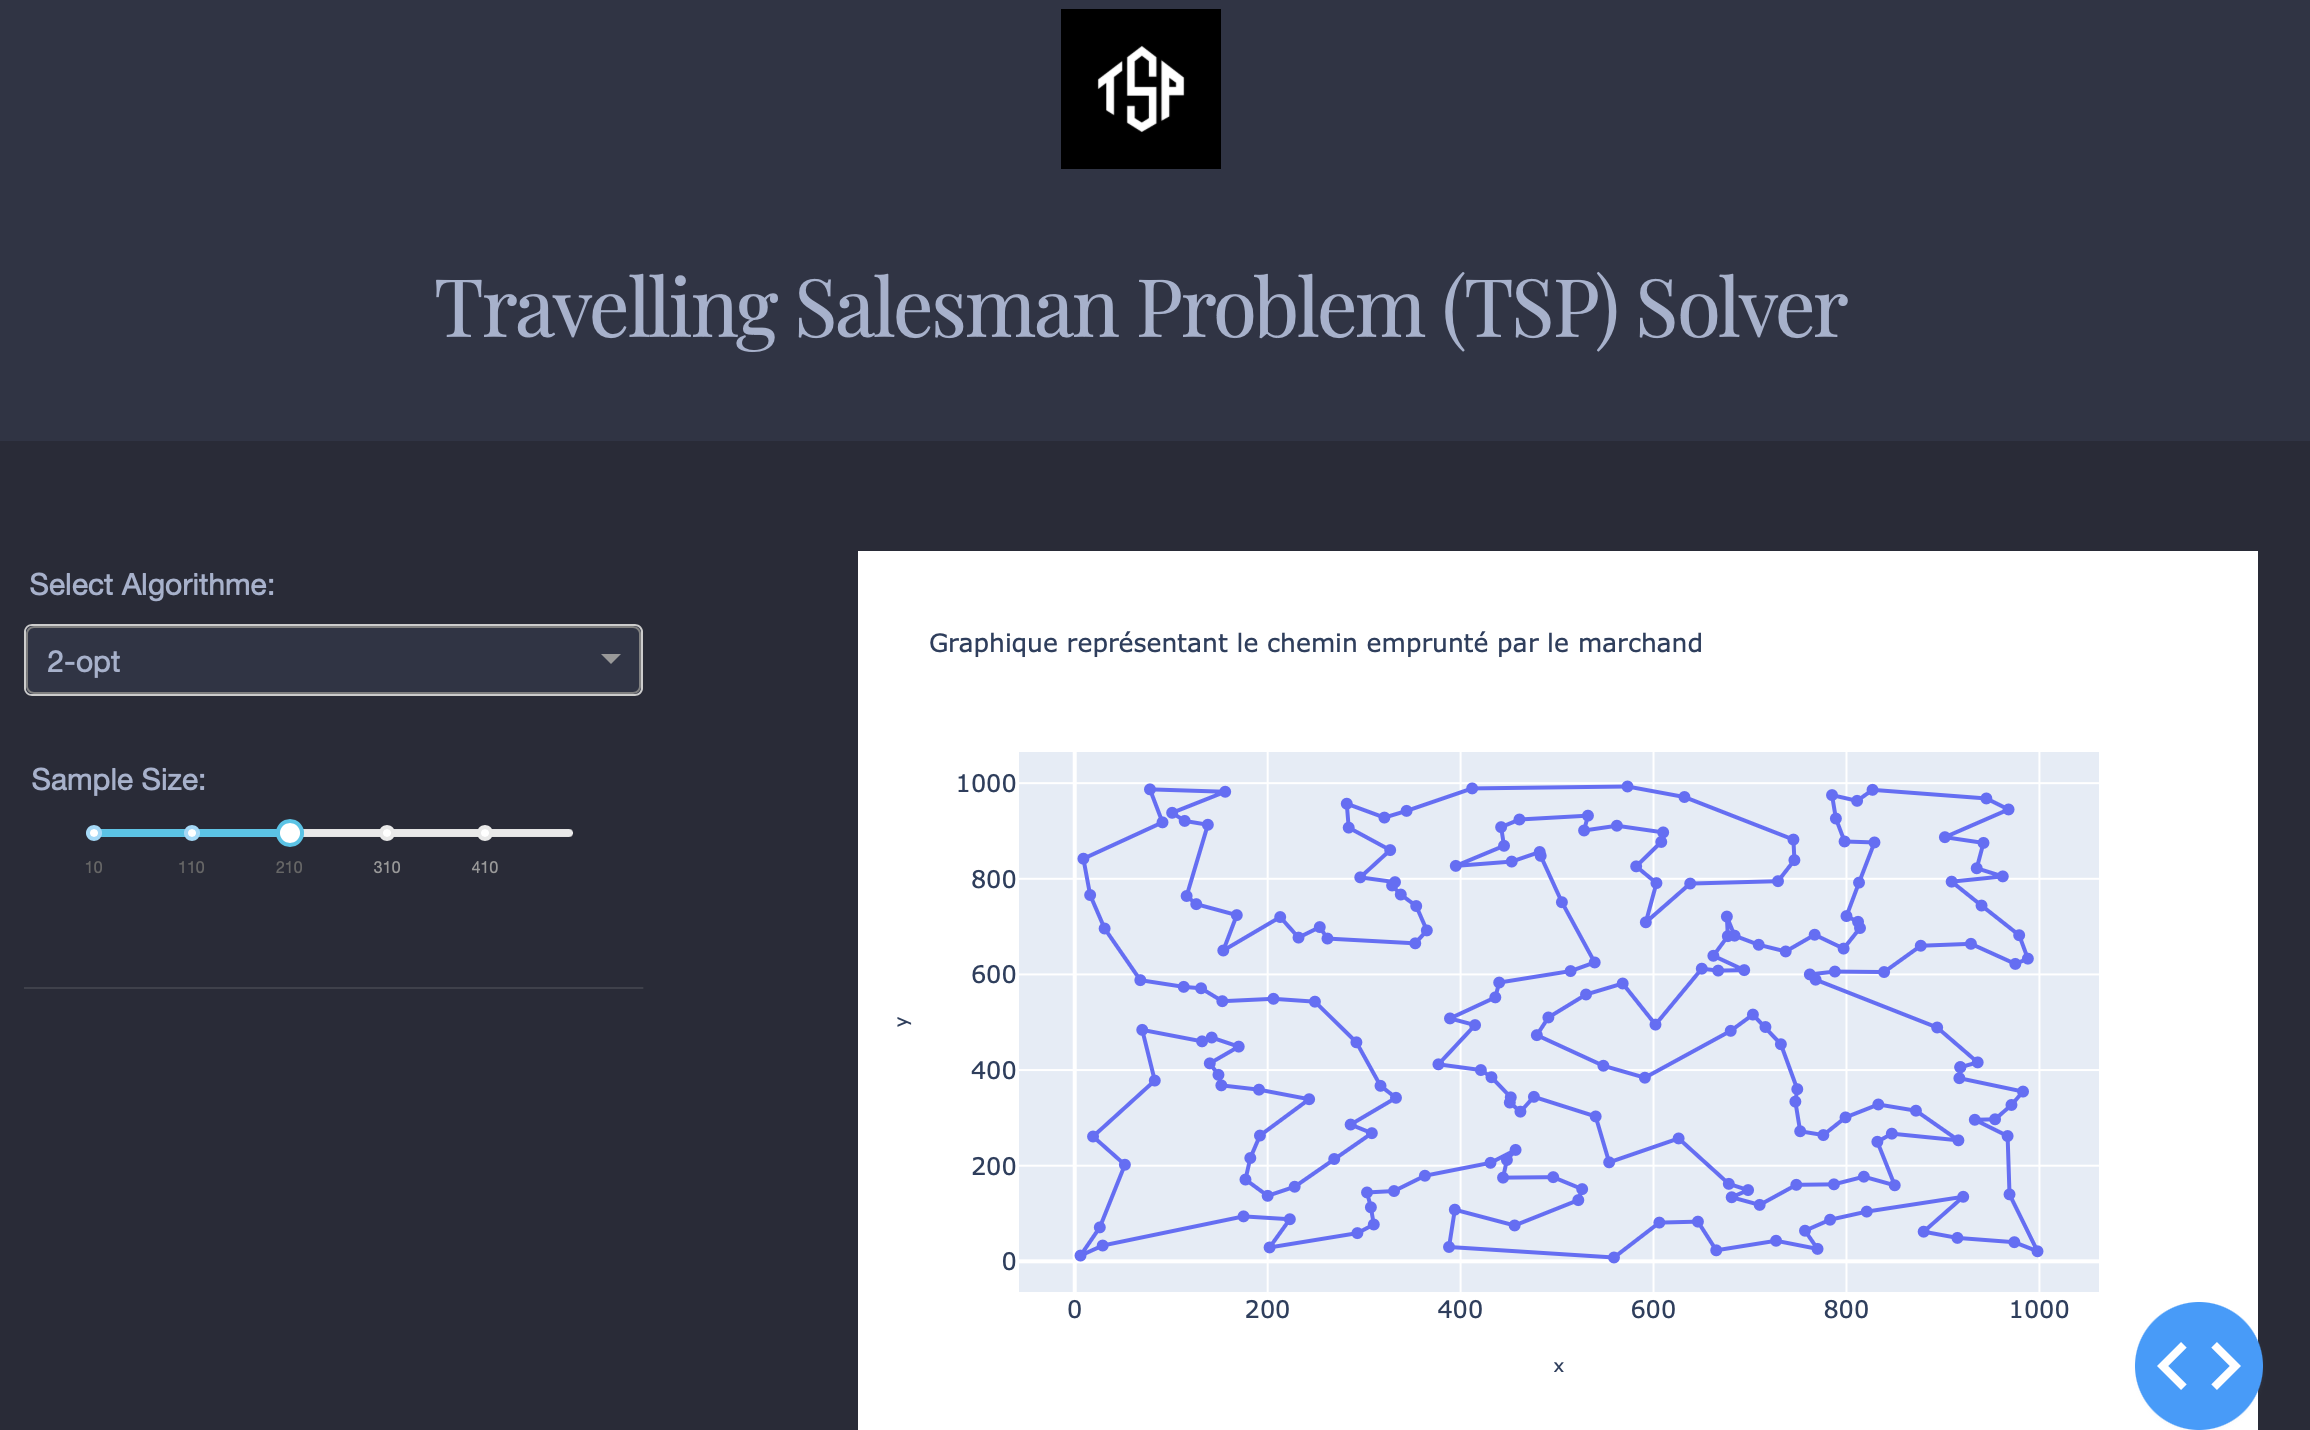 TSP
Travelling Salesman Problem (TSP) Solver
Select Algorithme:
2-opt
Sample Size:
10 110 210 310 410
Graphique représentant le chemin emprunté par le marchand
1000
800
600
y
400
200
0
0 200 400 600 800 1000
x